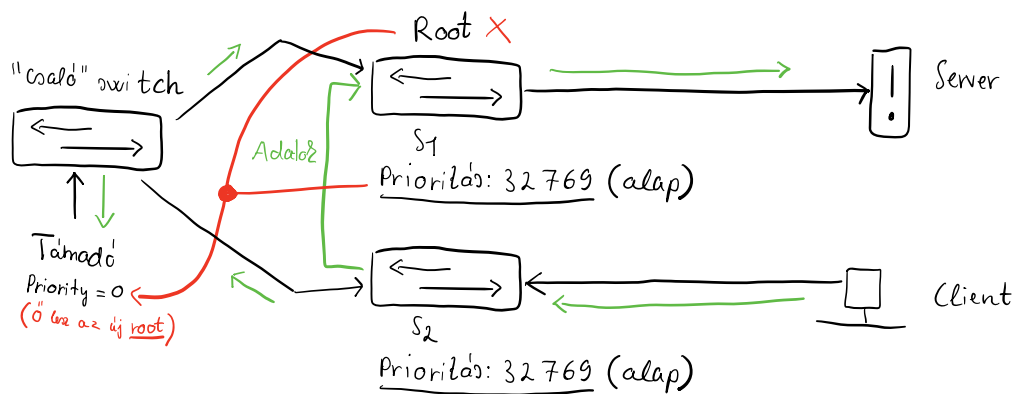 Root X
"csaló" switch
Server
S1
Adatok
Prioritás: 32769 (alap)
Támadó
Priority = 0
(Ő lesz az új root)
Client
S2
Prioritás: 32769 (alap)